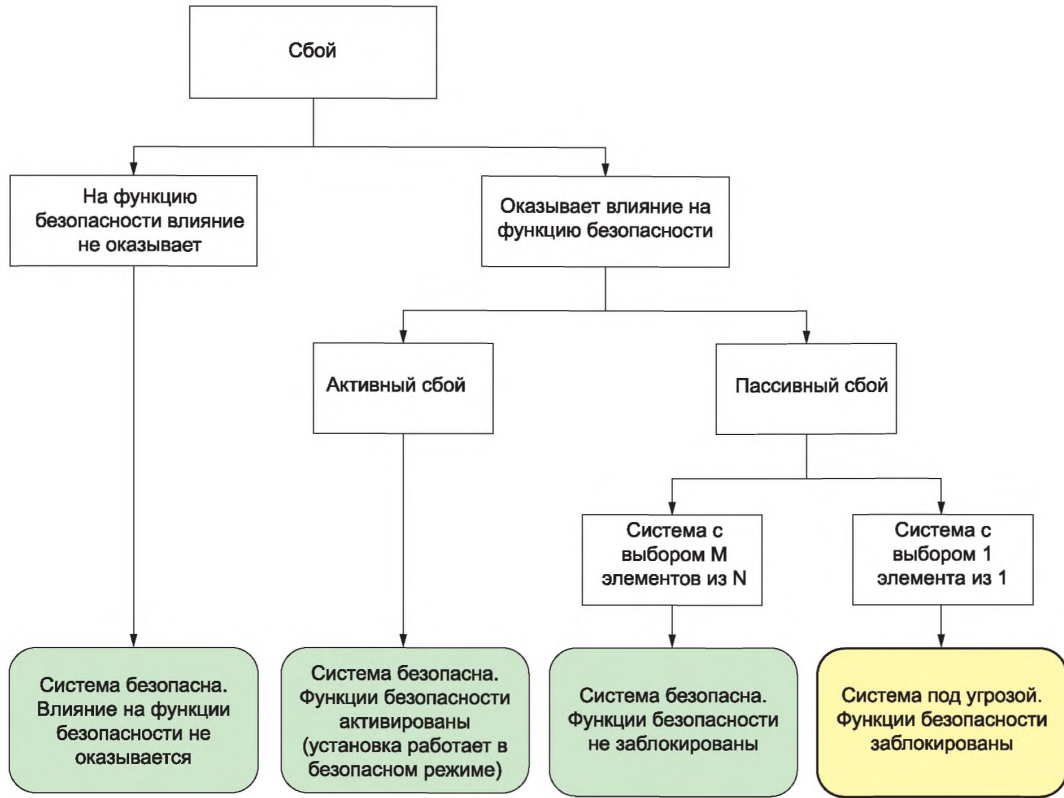 Сбой
На функцию
безопасности влияние
не оказывает
Оказывает влияние на
функцию безопасности
Активный сбой
Пассивный сбой
Система с
выбором М
элементов из N
Система с
выбором 1
элемента из 1
Система безопасна.
Влияние на функции
безопасности не
оказывается
Система безопасна.
Функции безопасности
активированы
(установка работает в
безопасном режиме)
Система безопасна.
Функции безопасности
не заблокированы
Система под угрозой.
Функции безопасности
заблокированы